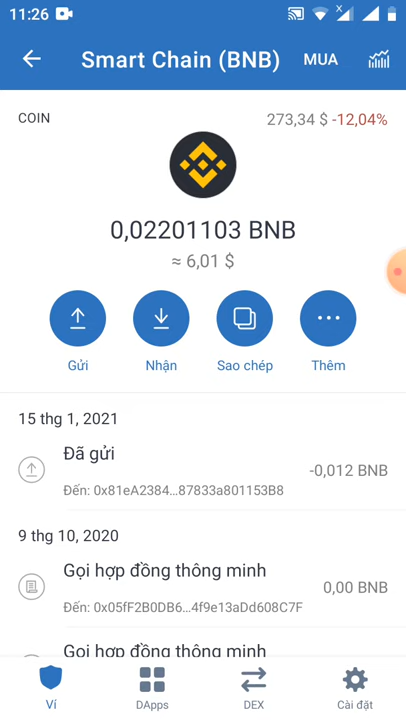 11:26
Smart Chain (BNB)
MUA
COIN
273,34 $ -12,04%
0,02201103 BNB
≈ 6,01 $
Gửi
Nhận
Sao chép
Thêm
15 thg 1, 2021
Đã gửi
-0,012 BNB
Đến: 0x81eA2384...87833a801153B8
9 thg 10, 2020
Gọi hợp đồng thông minh
0,00 BNB
Đến: 0x05fF2B0DB6...4f9e13aDd608C7F
Gọi hợp đồng thông minh
Ví
DApps
DEX
Cài đặt